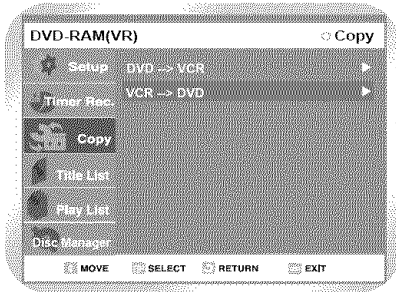 DVD-RAM(VR) Copy
Setup
DVD --> VCR
Timer Rec.
VCR --> DVD
Copy
Title List
Play List
Disc Manager
MOVE SELECT RETURN EXIT